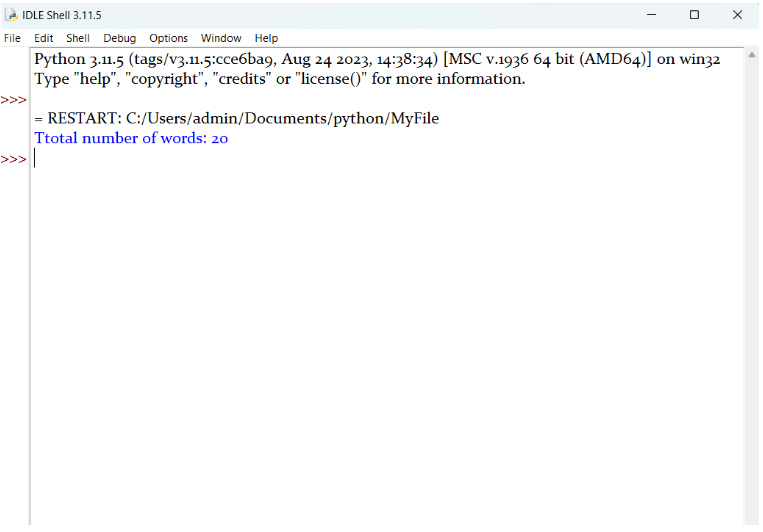 IDLE Shell 3.11.5
File Edit Shell Debug Options Window Help
Python 3.11.5 (tags/v3.11.5:cce6ba9, Aug 24 2023, 14:38:34) [MSC v.1936 64 bit (AMD64)] on win32
Type "help", "copyright", "credits" or "license()" for more information.
>>>
= RESTART: C:/Users/admin/Documents/python/MyFile
Ttotal number of words: 20
>>>